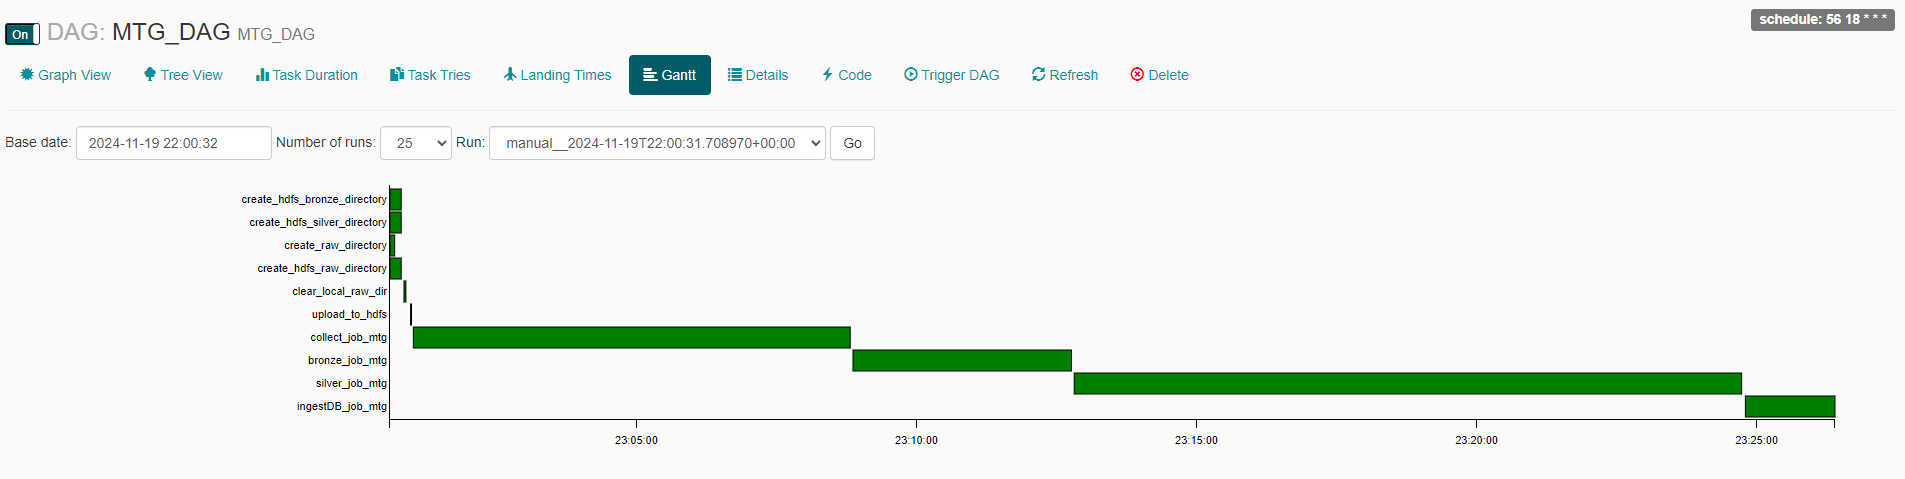 schedule: 56 18 * * *
On DAG: MTG_DAG MTG_DAG
Graph View Tree View Task Duration Task Tries Landing Times Gantt Details Code Trigger DAG Refresh Delete
Base date: 2024-11-19 22:00:32 Number of runs: 25 Run: manual__2024-11-19T22:00:31.708970+00:00 Go
create_hdfs_bronze_directory
create_hdfs_silver_directory
create_raw_directory
create_hdfs_raw_directory
clear_local_raw_dir
upload_to_hdfs
collect_job_mtg
bronze_job_mtg
silver_job_mtg
ingestDB_job_mtg
23:05:00 23:10:00 23:15:00 23:20:00 23:25:00